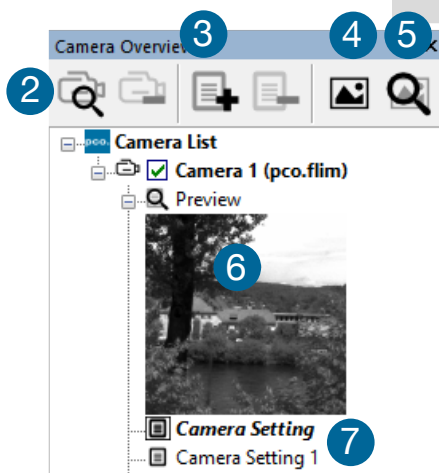 3 4 5
Camera Overvie
2
pco. Camera List
Camera 1 (pco.flim)
Preview
6
Camera Setting
7
Camera Setting 1